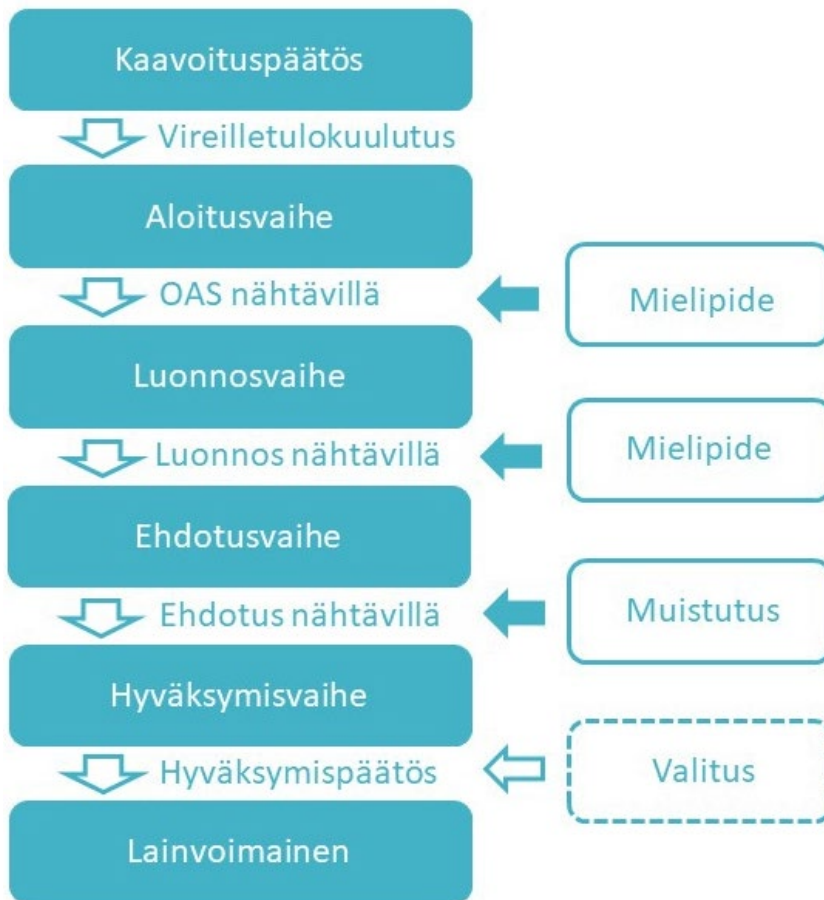 Kaavoituspäätös
Vireilletulokuulutus
Aloitusvaihe
OAS nähtävillä
Mielipide
Luonnosvaihe
Luonnos nähtävillä
Mielipide
Ehdotusvaihe
Ehdotus nähtävillä
Muistutus
Hyväksymisvaihe
Hyväksymispäätös
Valitus
Lainvoimainen